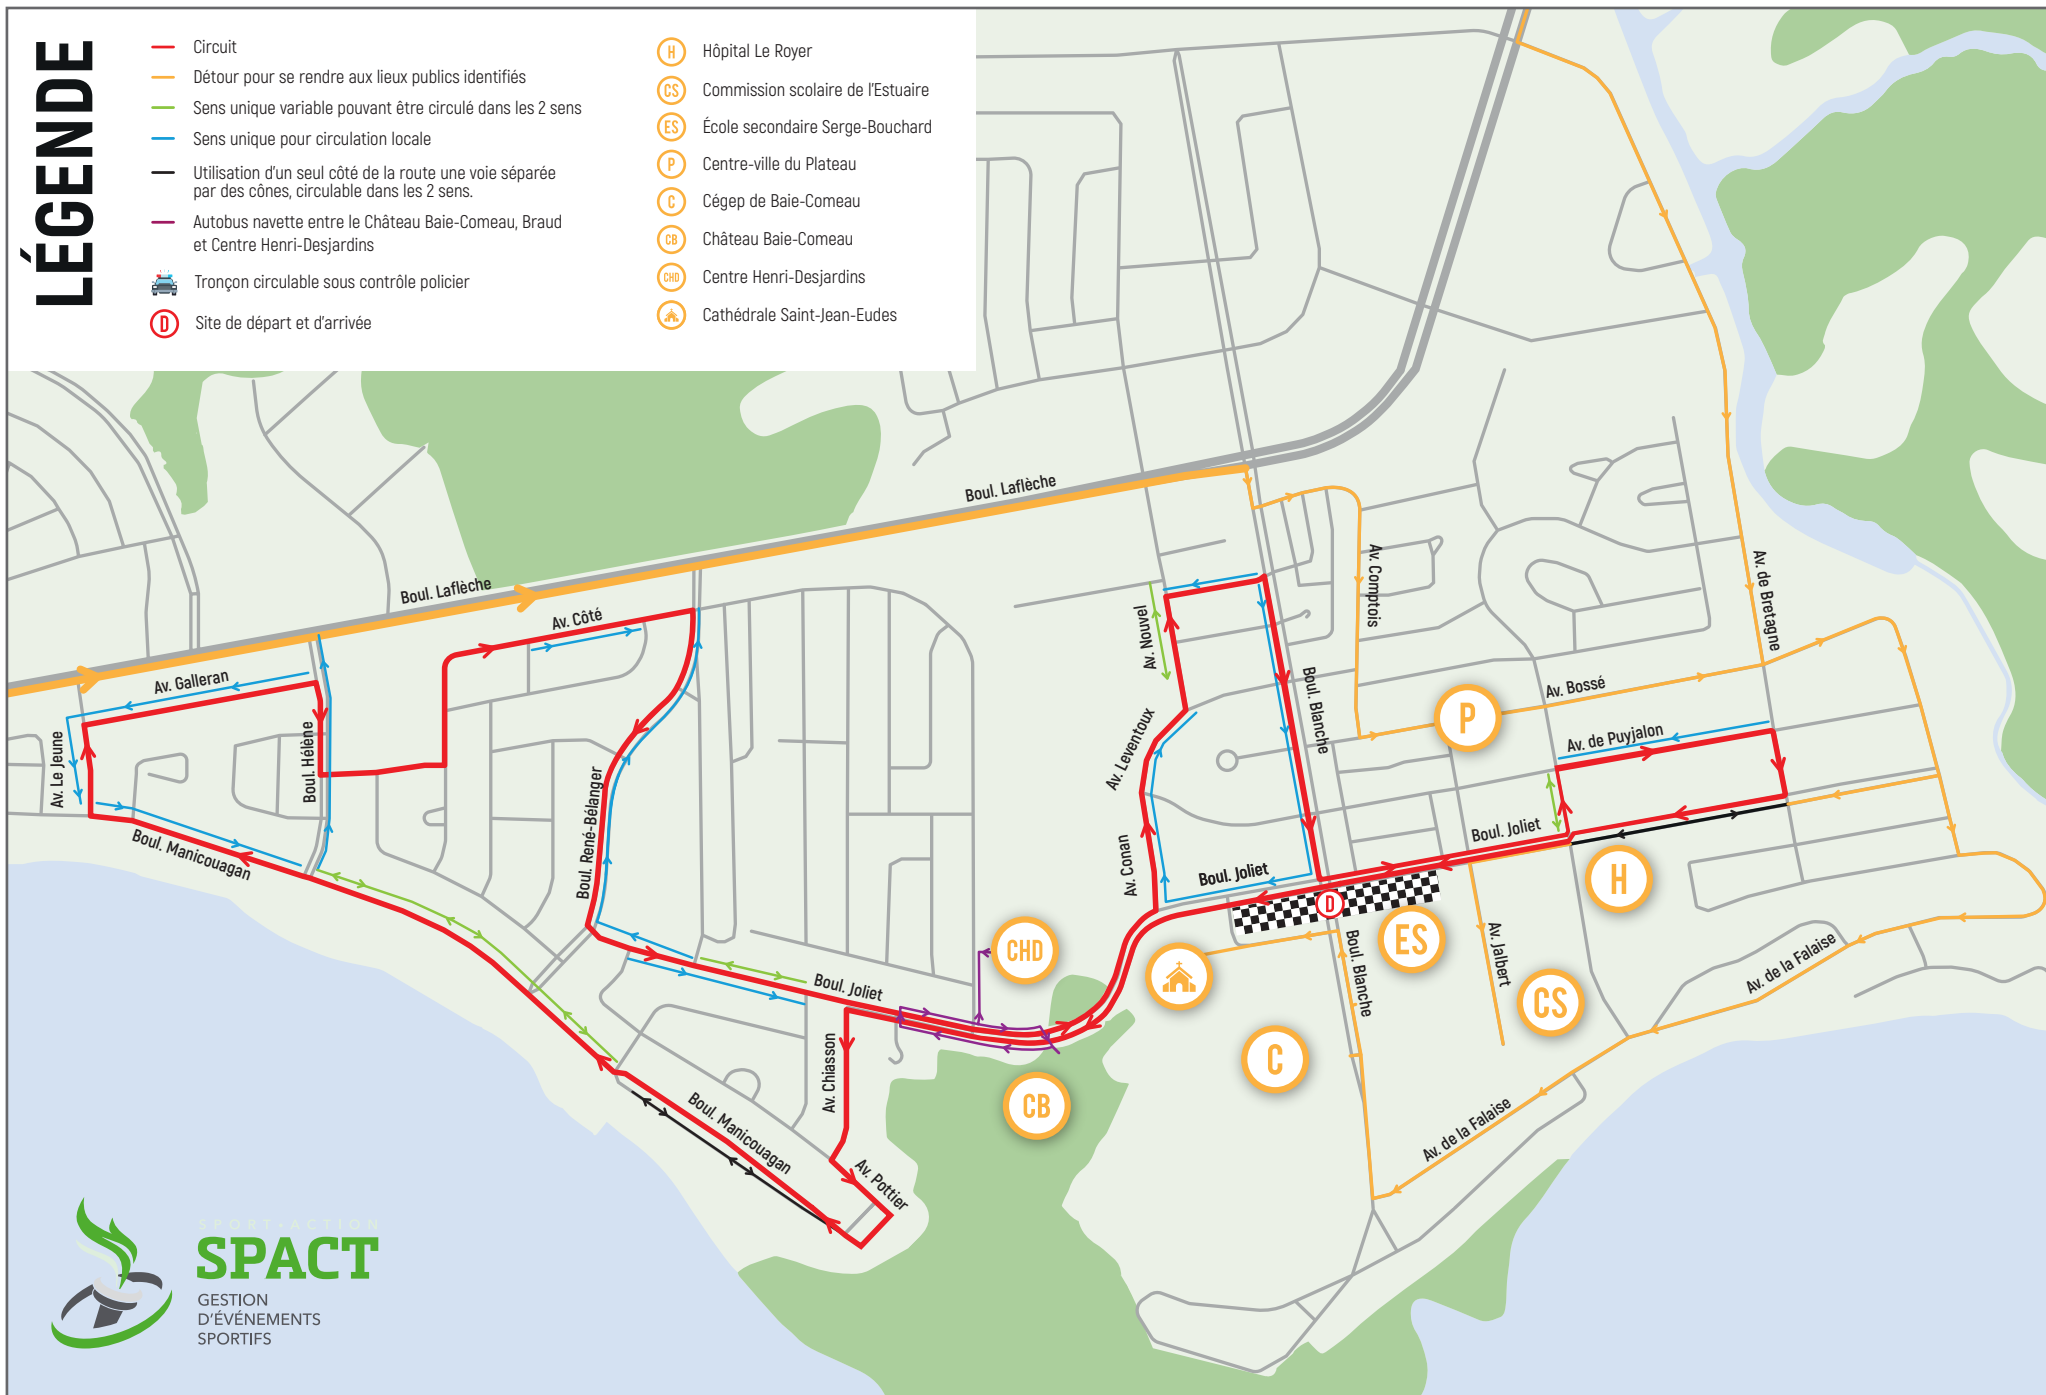 LÉGENDE
Circuit
Détour pour se rendre aux lieux publics identifiés
Sens unique variable pouvant être circulé dans les 2 sens
Sens unique pour circulation locale
Utilisation d'un seul côté de la route une voie séparée
par des cônes, circulable dans les 2 sens.
Autobus navette entre le Château Baie-Comeau, Braud
et Centre Henri-Desjardins
Tronçon circulable sous contrôle policier
D Site de départ et d'arrivée
H Hôpital Le Royer
CS Commission scolaire de l'Estuaire
ES École secondaire Serge-Bouchard
P Centre-ville du Plateau
C Cégep de Baie-Comeau
CB Château Baie-Comeau
CHD Centre Henri-Desjardins
Cathédrale Saint-Jean-Eudes
Boul. Laflèche
Boul. Laflèche
Av. Côté
Av. Galleran
Av. Le Jeune
Boul. Hélène
Boul. Manicouagan
Boul. René-Bélanger
Boul. Joliet
Av. Chiasson
Av. Pottier
Boul. Manicouagan
CHD
CB
Av. Nouvel
Av. Leventoux
Av. Conan
Boul. Joliet
Boul. Blanche
Av. Comptois
Av. de Bretagne
Av. Bossé
P
Av. de Puyjalon
Boul. Joliet
H
D
ES
Boul. Blanche
Av. Jalbert
CS
C
Av. de la Falaise
Av. de la Falaise
SPORT-ACTION
SPACT
GESTION
D'ÉVÉNEMENTS
SPORTIFS